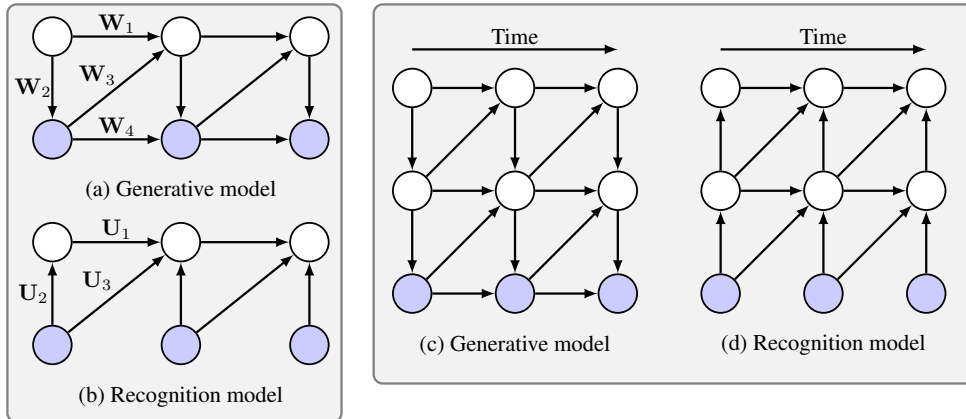 W₁
W₂
W₃
W₄
(a) Generative model
U₁
U₂
U₃
(b) Recognition model
Time
(c) Generative model
Time
(d) Recognition model